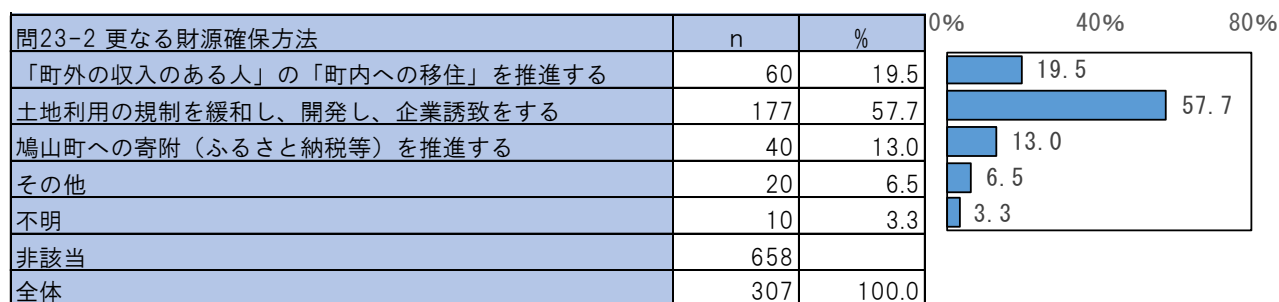 0% 40% 80%
問23-2 更なる財源確保方法 n %
「町外の収入のある人」の「町内への移住」を推進する 60 19.5 19.5
土地利用の規制を緩和し、開発し、企業誘致をする 177 57.7 57.7
鳩山町への寄附（ふるさと納税等）を推進する 40 13.0 13.0
その他 20 6.5 6.5
不明 10 3.3 3.3
非該当 658
全体 307 100.0